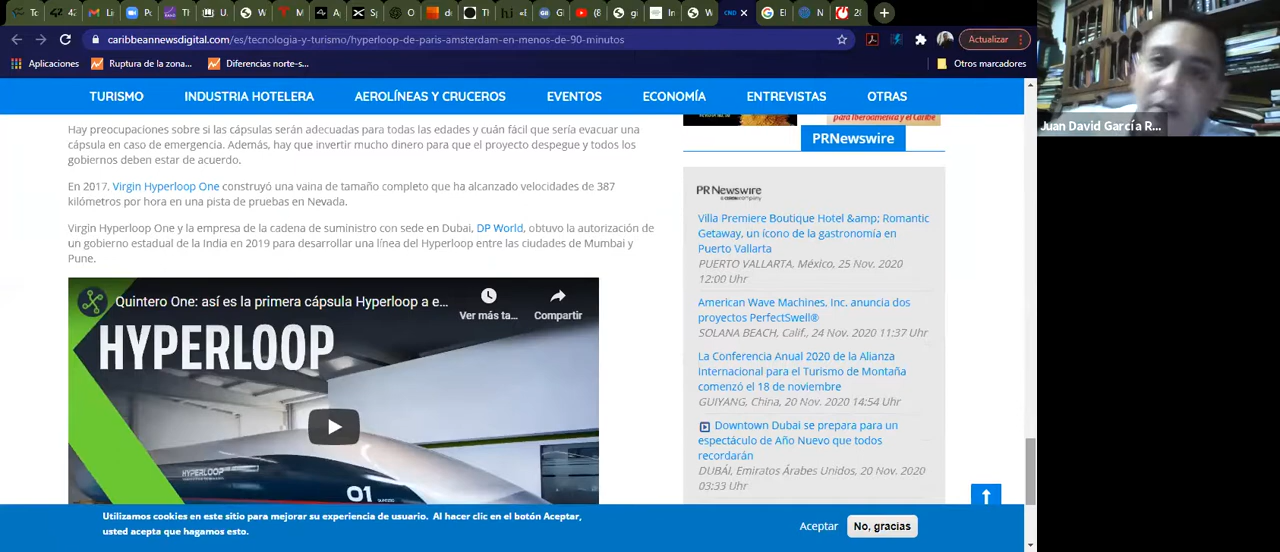 caribbeannewsdigital.com/es/tecnologia-y-turismo/hyperloop-de-paris-amsterdam-en-menos-de-90-minutos
Actualizar
Aplicaciones
Ruptura de la zona...
Diferencias norte-s...
Otros marcadores
TURISMO
INDUSTRIA HOTELERA
AEROLÍNEAS Y CRUCEROS
EVENTOS
ECONOMÍA
ENTREVISTAS
OTRAS
Hay preocupaciones sobre si las cápsulas serán adecuadas para todas las edades y cuán fácil que sería evacuar una
cápsula en caso de emergencia. Además, hay que invertir mucho dinero para que el proyecto despegue y todos los
gobiernos deben estar de acuerdo.
En 2017, Virgin Hyperloop One construyó una vaina de tamaño completo que ha alcanzado velocidades de 387
kilómetros por hora en una pista de pruebas en Nevada.
Virgin Hyperloop One y la empresa de la cadena de suministro con sede en Dubai, DP World, obtuvo la autorización de
un gobierno estadual de la India en 2019 para desarrollar una línea del Hyperloop entre las ciudades de Mumbai y
Pune.
Quintero One: así es la primera cápsula Hyperloop a e...
Ver más ta...
Compartir
HYPERLOOP
HYPERLOOP
01
para Iberoamérica y el Caribe
PRNewswire
PR Newswire
a CISION company
Villa Premiere Boutique Hotel &amp; Romantic
Getaway, un ícono de la gastronomía en
Puerto Vallarta
PUERTO VALLARTA, México, 25 Nov. 2020
12:00 Uhr
American Wave Machines, Inc. anuncia dos
proyectos PerfectSwell®
SOLANA BEACH, Calif., 24 Nov. 2020 11:37 Uhr
La Conferencia Anual 2020 de la Alianza
Internacional para el Turismo de Montaña
comenzó el 18 de noviembre
GUIYANG, China, 20 Nov. 2020 14:54 Uhr
Downtown Dubai se prepara para un
espectáculo de Año Nuevo que todos
recordarán
DUBÁI, Emiratos Árabes Unidos, 20 Nov. 2020
03:33 Uhr
Utilizamos cookies en este sitio para mejorar su experiencia de usuario. Al hacer clic en el botón Aceptar,
usted acepta que hagamos esto.
Aceptar
No, gracias
Juan David García R...